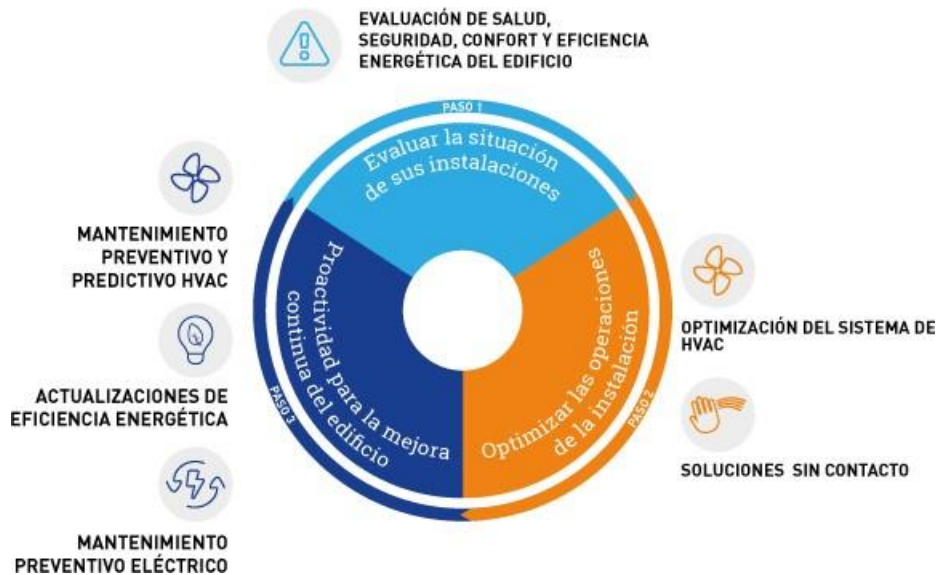 EVALUACIÓN DE SALUD,
SEGURIDAD, CONFORT Y EFICIENCIA
ENERGÉTICA DEL EDIFICIO
PASO 1
Evaluar la situación
de sus instalaciones
MANTENIMIENTO
PREVENTIVO Y
PREDICTIVO HVAC
ACTUALIZACIONES DE
EFICIENCIA ENERGÉTICA
MANTENIMIENTO
PREVENTIVO ELÉCTRICO
PASO 3
Proactividad para la mejora
continua del edificio
Optimizar las operaciones
de la instalación
PASO 2
OPTIMIZACIÓN DEL SISTEMA DE
HVAC
SOLUCIONES SIN CONTACTO